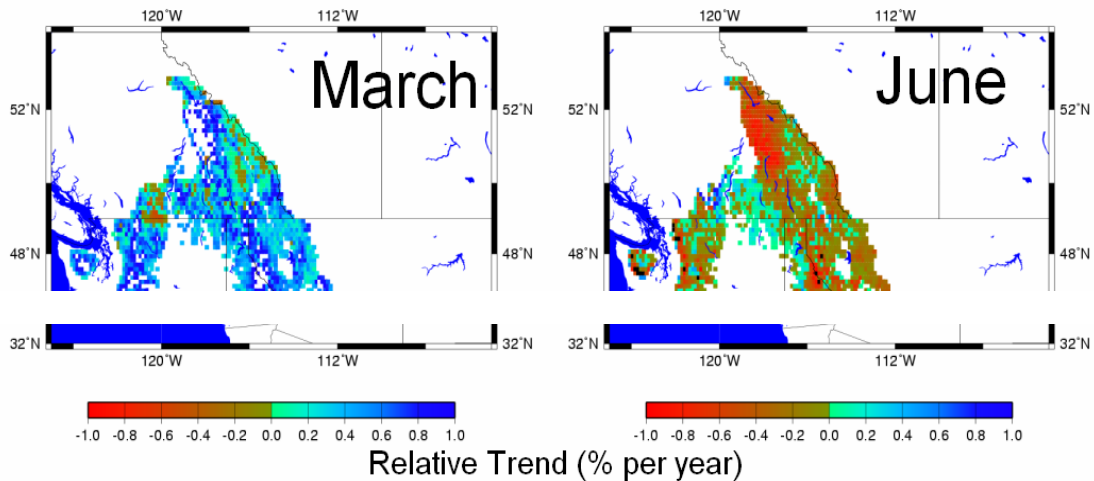 120°W 112°W 120°W 112°W
March June
52°N 52°N 52°N
48°N 48°N 48°N
32°N 32°N 32°N
120°W 112°W 120°W 112°W
-1.0 -0.8 -0.6 -0.4 -0.2 0.0 0.2 0.4 0.6 0.8 1.0 -1.0 -0.8 -0.6 -0.4 -0.2 0.0 0.2 0.4 0.6 0.8 1.0
Relative Trend (% per year)